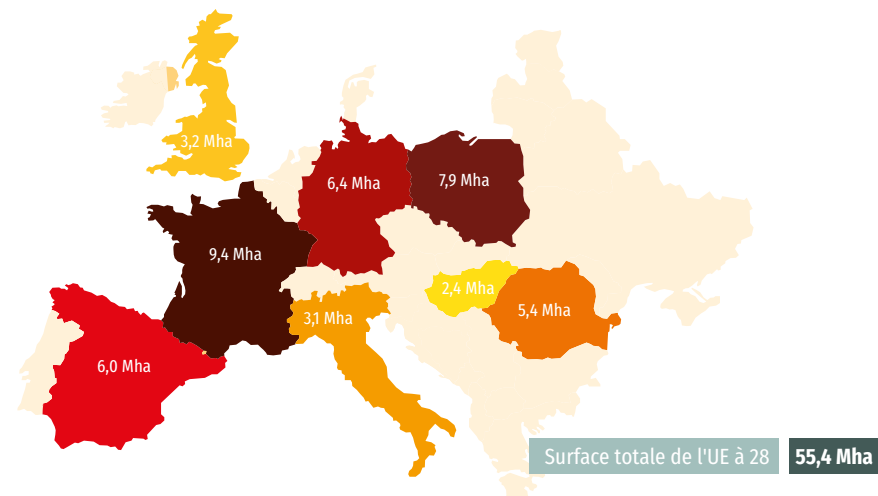 3,2 Mha
6,4 Mha
7,9 Mha
9,4 Mha
2,4 Mha
3,1 Mha
5,4 Mha
6,0 Mha
Surface totale de l'UE à 28 55,4 Mha